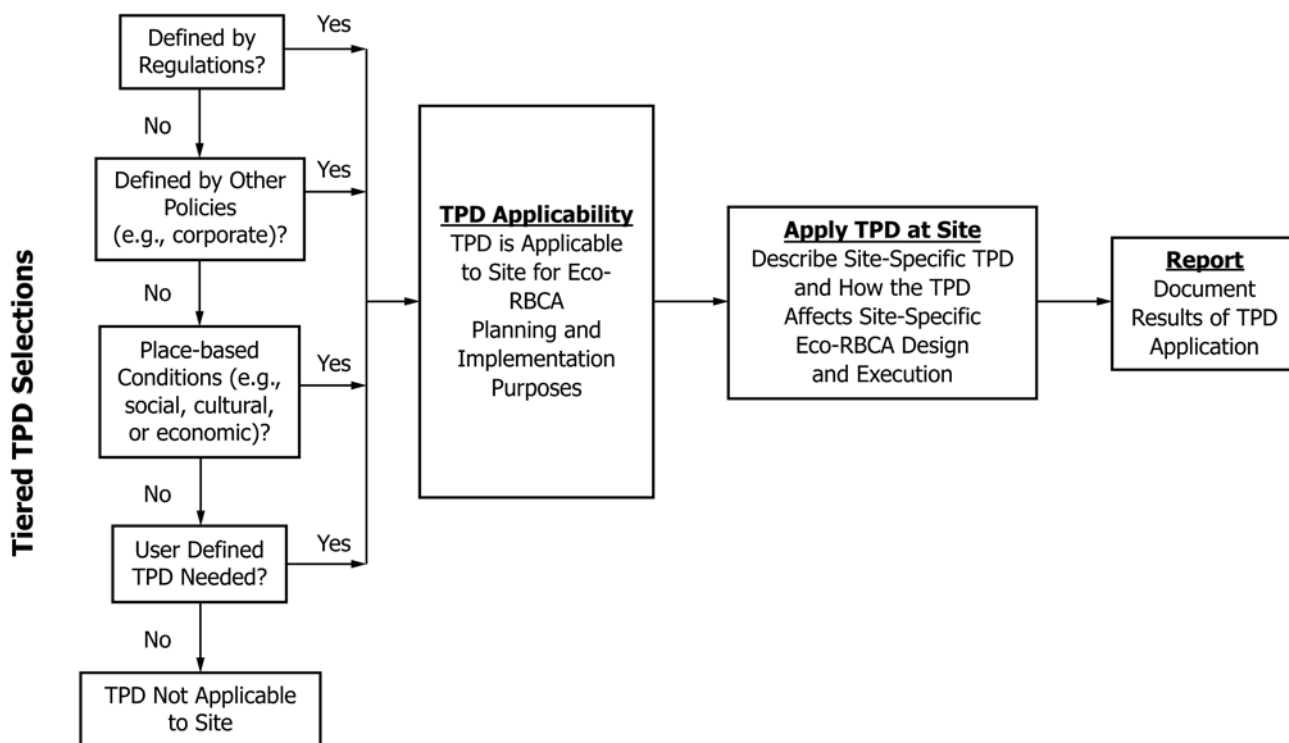 Tiered TPD Selections
Defined by
Regulations?
Yes
No
Defined by Other
Policies
(e.g., corporate)?
Yes
No
Place-based
Conditions (e.g.,
social, cultural,
or economic)?
Yes
No
User Defined
TPD Needed?
Yes
No
TPD Not Applicable
to Site
TPD Applicability
TPD is Applicable
to Site for Eco-
RBCA
Planning and
Implementation
Purposes
Apply TPD at Site
Describe Site-Specific TPD
and How the TPD
Affects Site-Specific
Eco-RBCA Design
and Execution
Report
Document
Results of TPD
Application